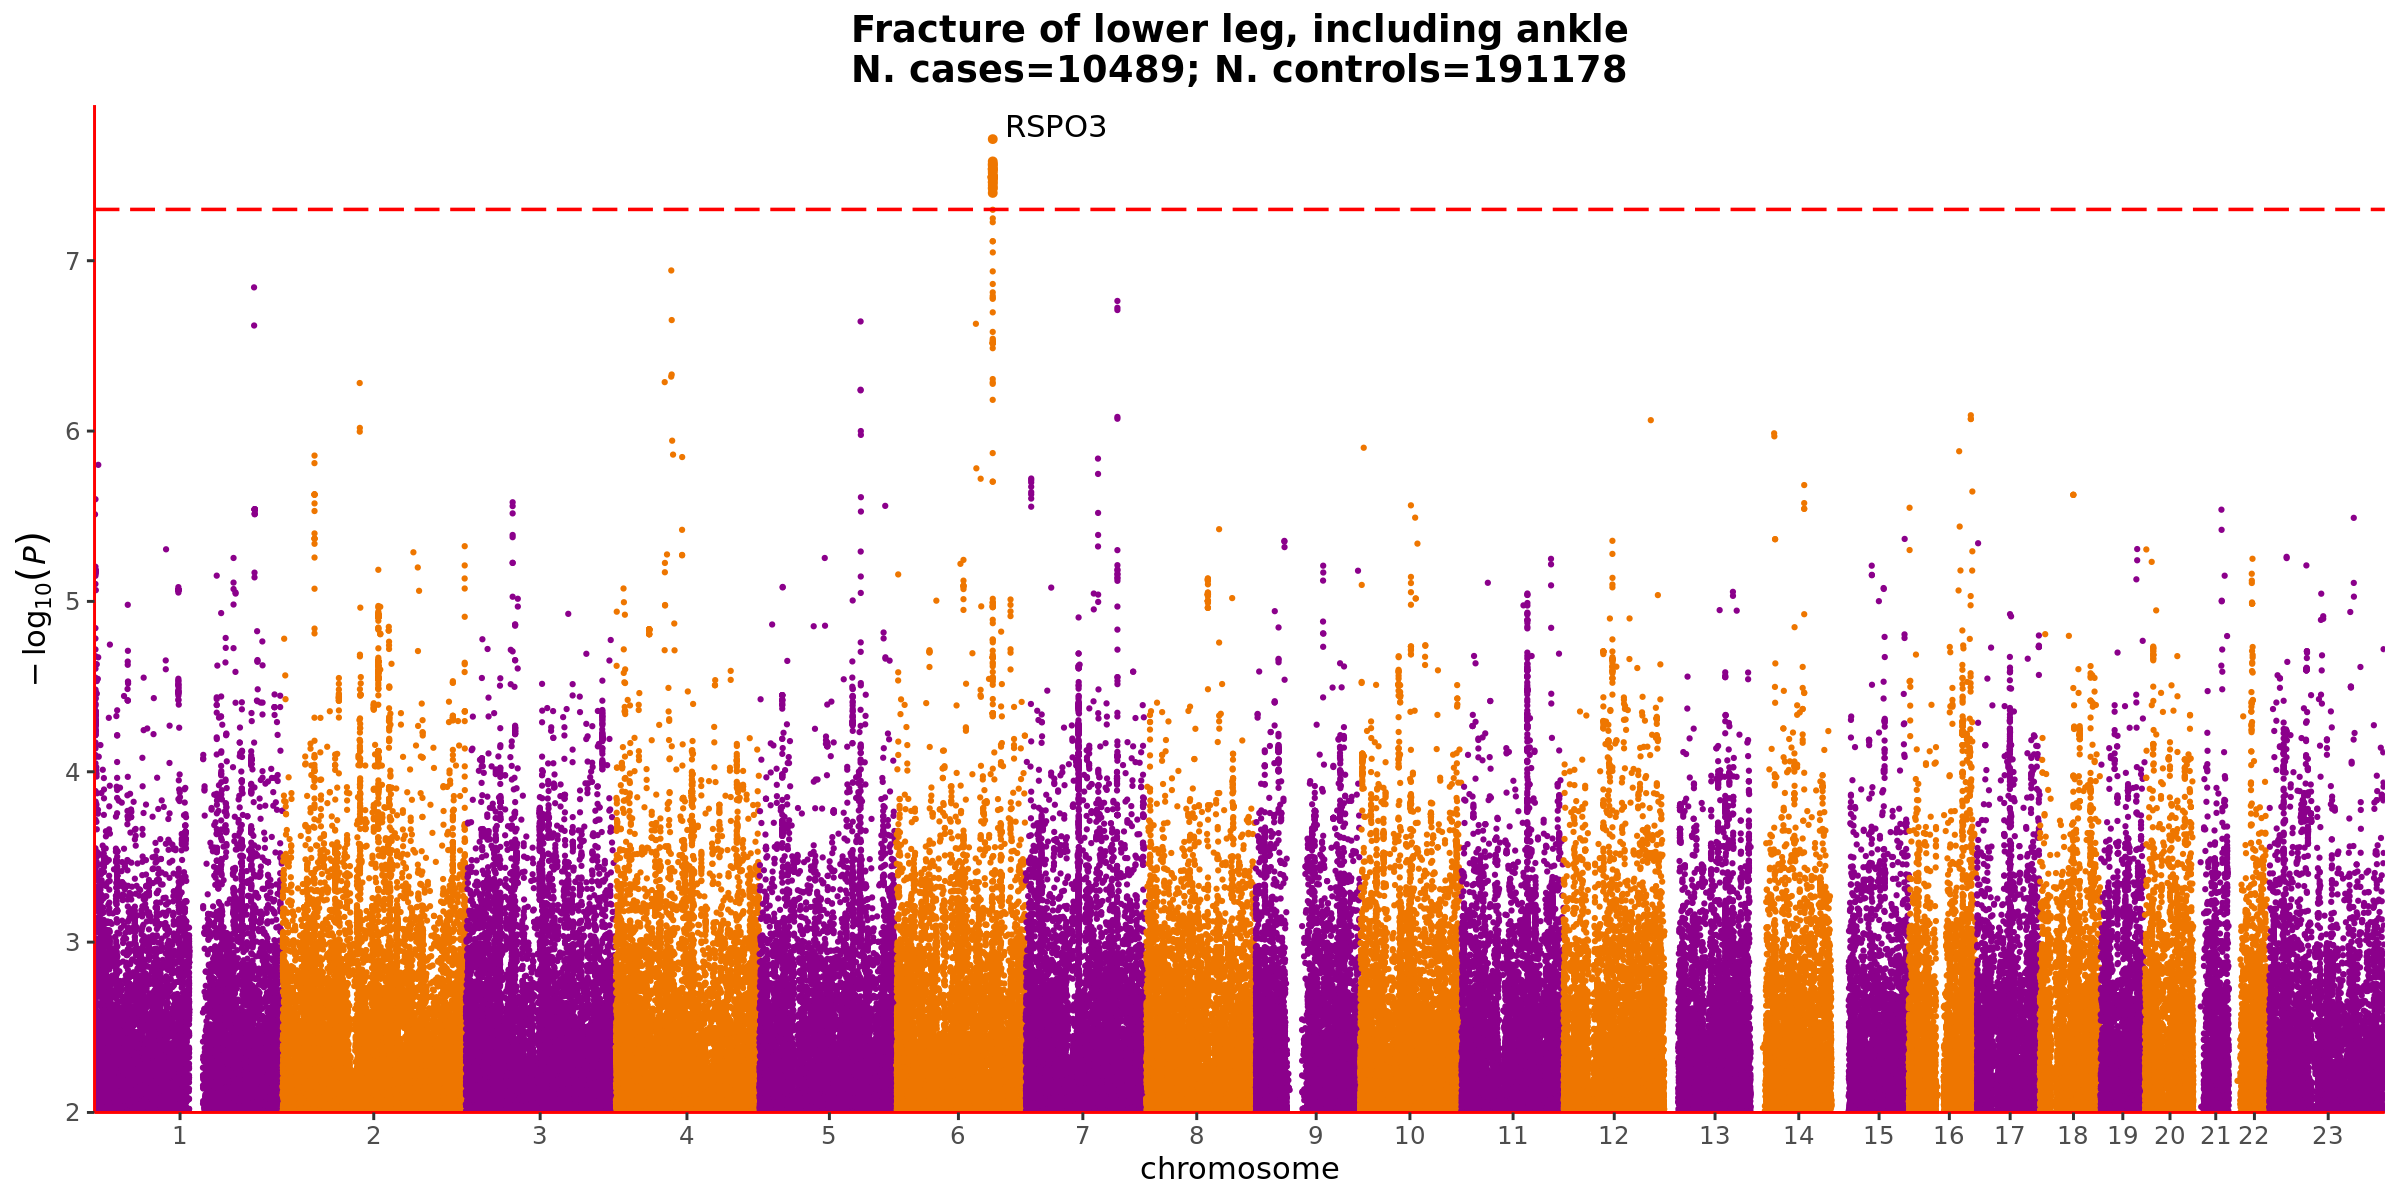 Fracture of lower leg, including ankle
N. cases=10489; N. controls=191178
RSPO3
7
6
5
4
3
2
−log₁₀(P)
1 2 3 4 5 6 7 8 9 10 11 12 13 14 15 16 17 18 19 20 21 22 23
chromosome